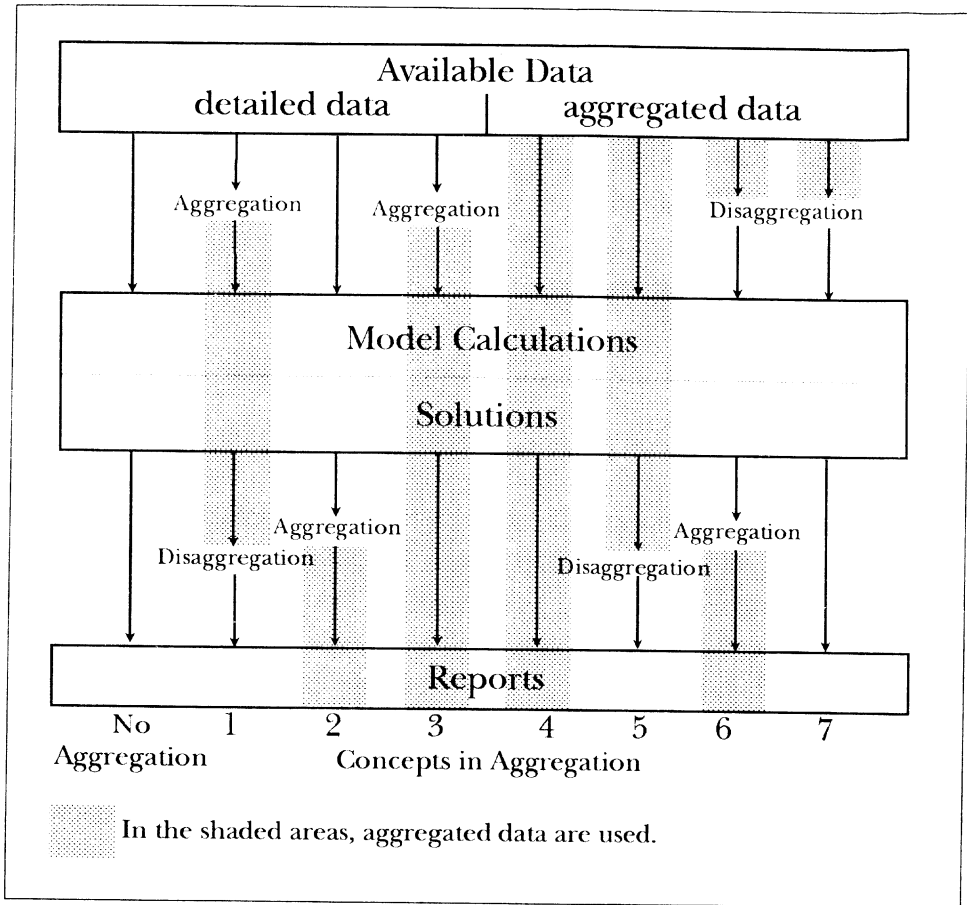 Available Data
detailed data aggregated data
Aggregation Aggregation Disaggregation
Model Calculations
Solutions
Aggregation Aggregation
Disaggregation Disaggregation
Reports
No 1 2 3 4 5 6 7
Aggregation Concepts in Aggregation
In the shaded areas, aggregated data are used.